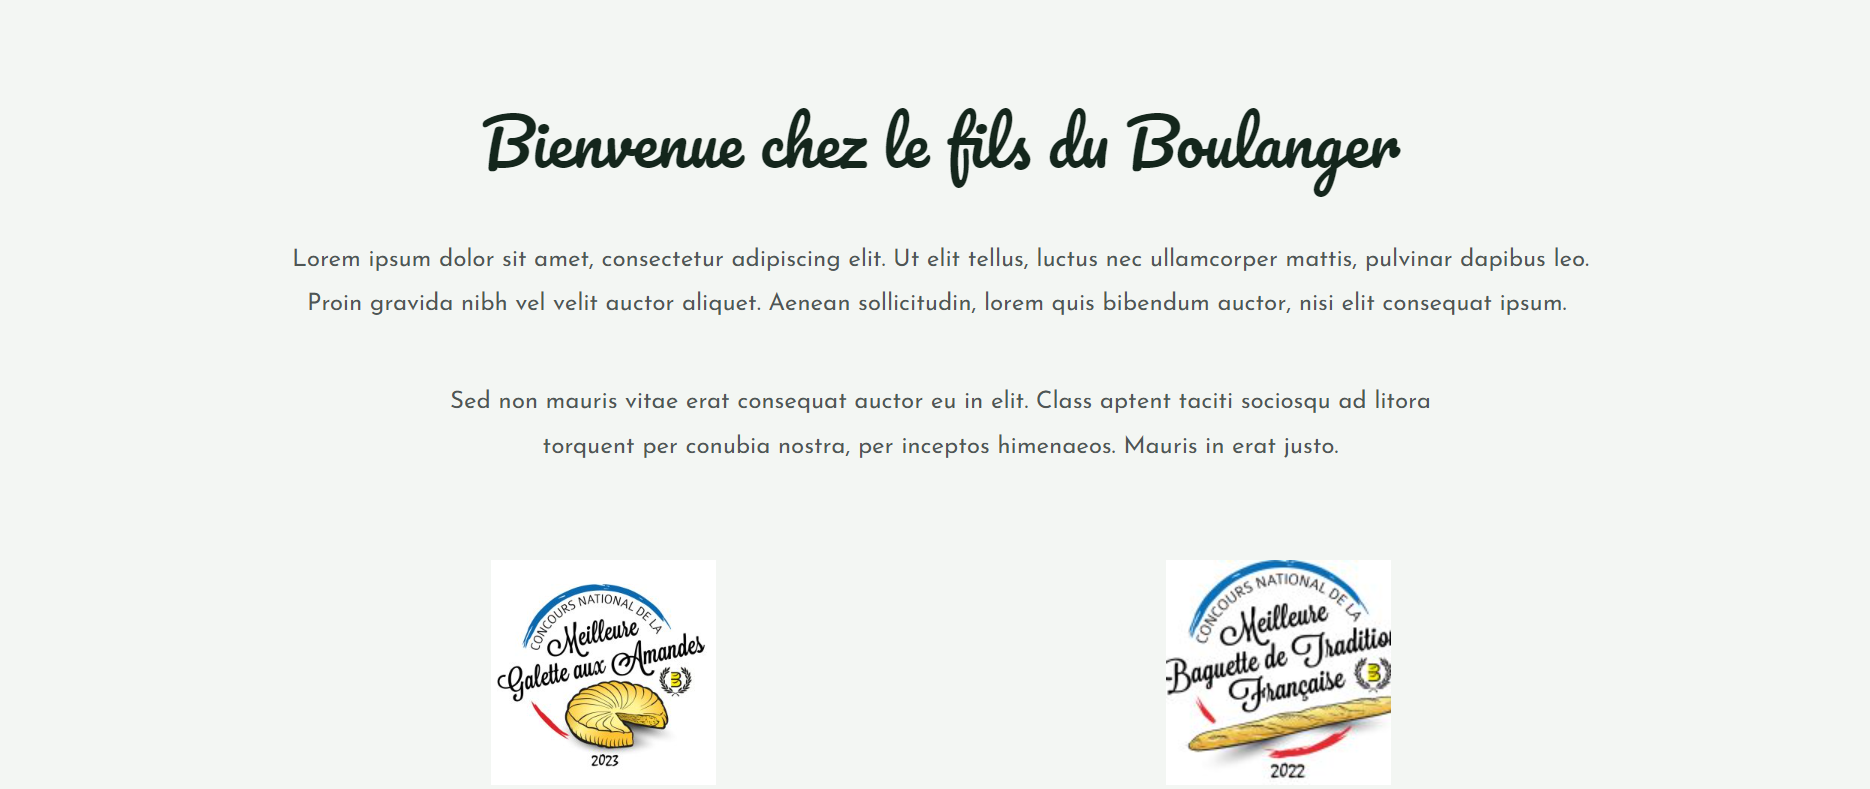 Bienvenue chez le fils du Boulanger
Lorem ipsum dolor sit amet, consectetur adipiscing elit. Ut elit tellus, luctus nec ullamcorper mattis, pulvinar dapibus leo.
Proin gravida nibh vel velit auctor aliquet. Aenean sollicitudin, lorem quis bibendum auctor, nisi elit consequat ipsum.
Sed non mauris vitae erat consequat auctor eu in elit. Class aptent taciti sociosqu ad litora
torquent per conubia nostra, per inceptos himenaeos. Mauris in erat justo.
CONCOURS NATIONAL DE LA
Meilleure
Galette aux Amandes
2023
CONCOURS NATIONAL DE LA
Meilleure
Baguette de Traditio
Française
2022